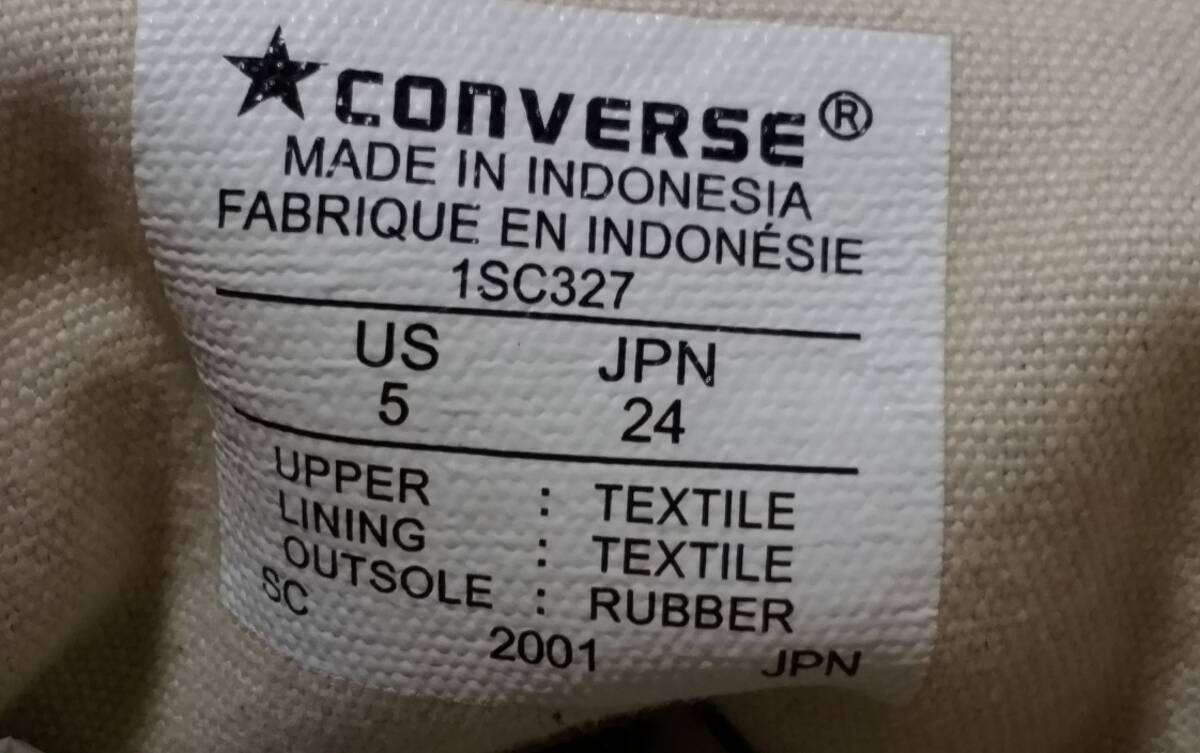 ★CONVERSE®
MADE IN INDONESIA
FABRIQUE EN INDONÉSIE
1SC327
US JPN
5 24
UPPER : TEXTILE
LINING : TEXTILE
OUTSOLE : RUBBER
SC 2001 JPN